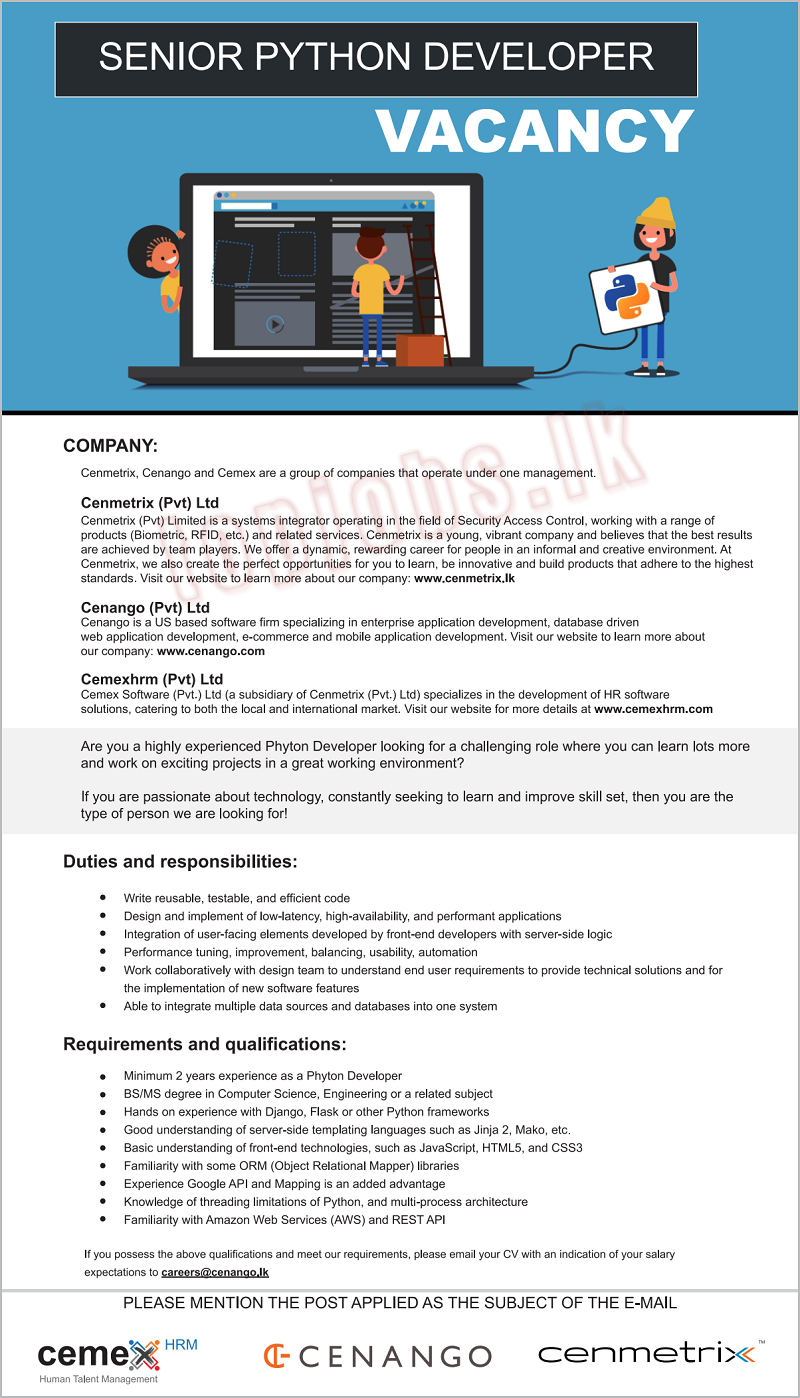 SENIOR PYTHON DEVELOPER
VACANCY
topjobs.lk
COMPANY:
Cenmetrix, Cenango and Cemex are a group of companies that operate under one management.
Cenmetrix (Pvt) Ltd
Cenmetrix (Pvt) Limited is a systems integrator operating in the field of Security Access Control, working with a range of
products (Biometric, RFID, etc.) and related services. Cenmetrix is a young, vibrant company and believes that the best results
are achieved by team players. We offer a dynamic, rewarding career for people in an informal and creative environment. At
Cenmetrix, we also create the perfect opportunities for you to learn, be innovative and build products that adhere to the highest
standards. Visit our website to learn more about our company: www.cenmetrix.lk
Cenango (Pvt) Ltd
Cenango is a US based software firm specializing in enterprise application development, database driven
web application development, e-commerce and mobile application development. Visit our website to learn more about
our company: www.cenango.com
Cemexhrm (Pvt) Ltd
Cemex Software (Pvt.) Ltd (a subsidiary of Cenmetrix (Pvt.) Ltd) specializes in the development of HR software
solutions, catering to both the local and international market. Visit our website for more details at www.cemexhrm.com
Are you a highly experienced Phyton Developer looking for a challenging role where you can learn lots more
and work on exciting projects in a great working environment?
If you are passionate about technology, constantly seeking to learn and improve skill set, then you are the
type of person we are looking for!
Duties and responsibilities:
● Write reusable, testable, and efficient code
● Design and implement of low-latency, high-availability, and performant applications
● Integration of user-facing elements developed by front-end developers with server-side logic
● Performance tuning, improvement, balancing, usability, automation
● Work collaboratively with design team to understand end user requirements to provide technical solutions and for
the implementation of new software features
● Able to integrate multiple data sources and databases into one system
Requirements and qualifications:
● Minimum 2 years experience as a Phyton Developer
● BS/MS degree in Computer Science, Engineering or a related subject
● Hands on experience with Django, Flask or other Python frameworks
● Good understanding of server-side templating languages such as Jinja 2, Mako, etc.
● Basic understanding of front-end technologies, such as JavaScript, HTML5, and CSS3
● Familiarity with some ORM (Object Relational Mapper) libraries
● Experience Google API and Mapping is an added advantage
● Knowledge of threading limitations of Python, and multi-process architecture
● Familiarity with Amazon Web Services (AWS) and REST API
If you possess the above qualifications and meet our requirements, please email your CV with an indication of your salary
expectations to careers@cenango.lk
PLEASE MENTION THE POST APPLIED AS THE SUBJECT OF THE E-MAIL
cemex HRM
Human Talent Management
CENANGO
cenmetrix ™